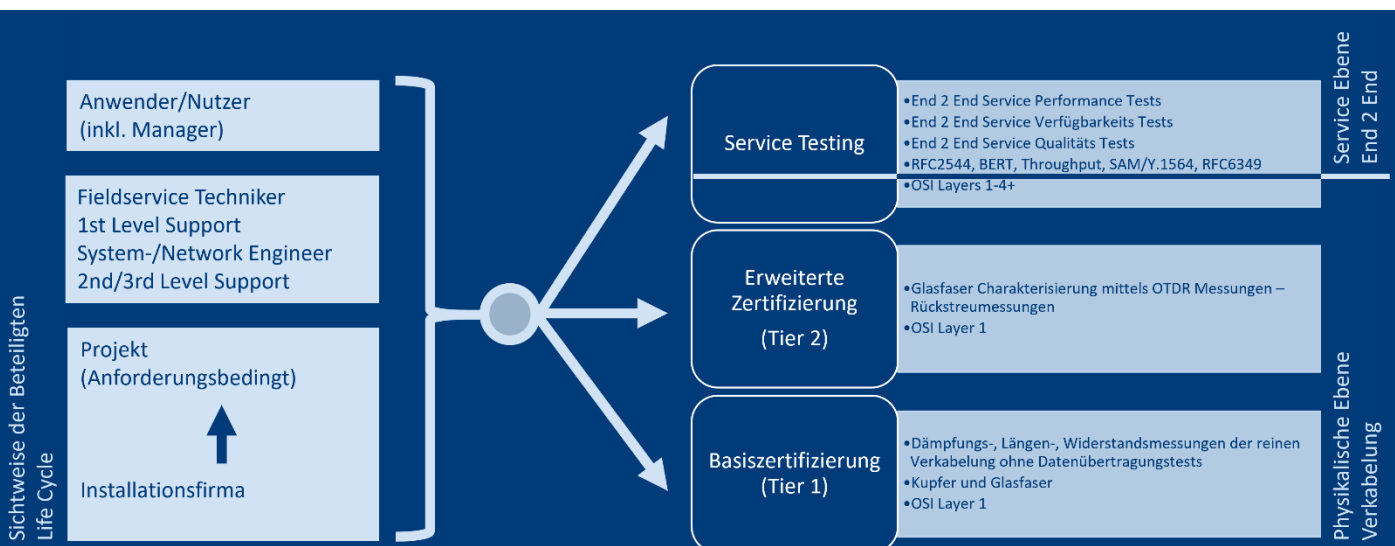 Sichtweise der Beteiligten
Life Cycle
Anwender/Nutzer
(inkl. Manager)
Fieldservice Techniker
1st Level Support
System-/Network Engineer
2nd/3rd Level Support
Projekt
(Anforderungsbedingt)
Installationsfirma
Service Testing
•End 2 End Service Performance Tests
•End 2 End Service Verfügbarkeits Tests
•End 2 End Service Qualitäts Tests
•RFC2544, BERT, Throughput, SAM/Y.1564, RFC6349
•OSI Layers 1-4+
Erweiterte
Zertifizierung
(Tier 2)
•Glasfaser Charakterisierung mittels OTDR Messungen –
Rückstreumessungen
•OSI Layer 1
Basiszertifizierung
(Tier 1)
•Dämpfungs-, Längen-, Widerstandsmessungen der reinen
Verkabelung ohne Datenübertragungstests
•Kupfer und Glasfaser
•OSI Layer 1
Service Ebene
End 2 End
Physikalische Ebene
Verkabelung